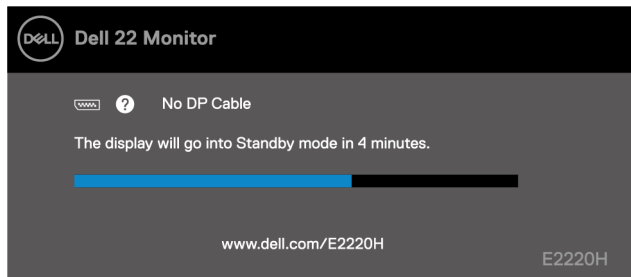 DELL Dell 22 Monitor
? No DP Cable
The display will go into Standby mode in 4 minutes.
www.dell.com/E2220H
E2220H